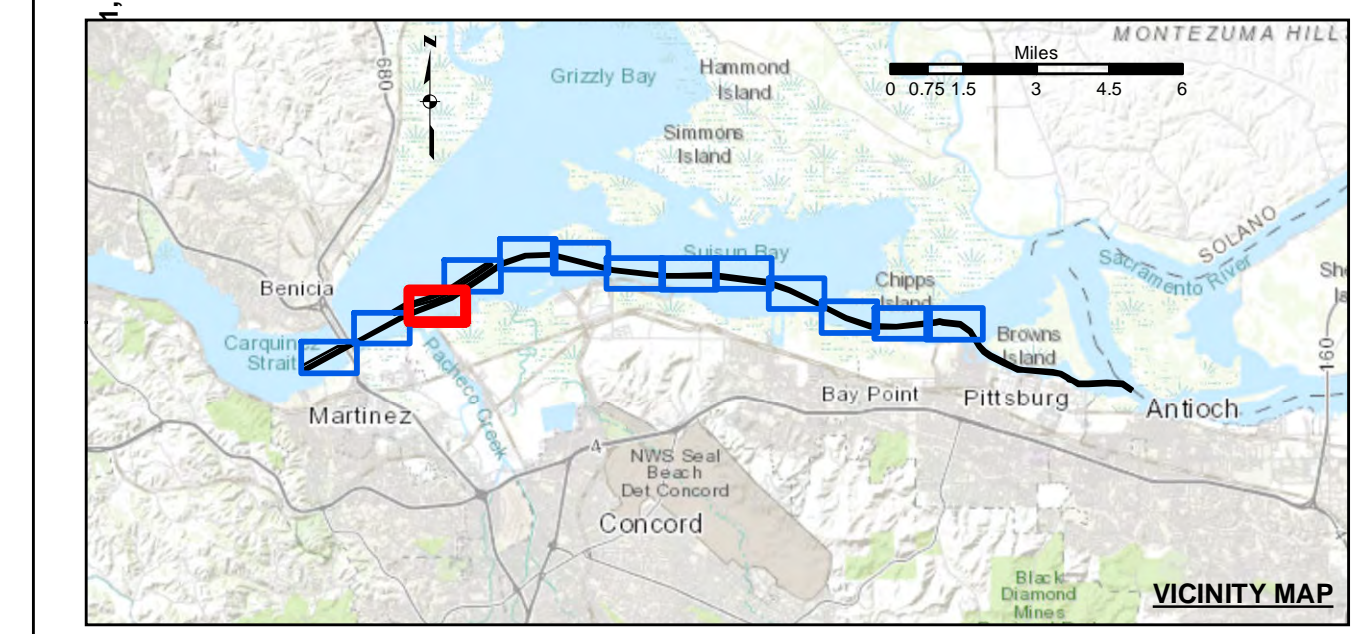 MONTEZUMA HILL
N
680
Grizzly Bay
Hammond
Island
Miles
0 0.75 1.5 3 4.5 6
Simmons
Island
SOLANO
Suisun Bay
Sacramento River
Benicia
Chipps
Island
Carquinez
Strait
Pacheco Creek
Browns
Island
160
Martinez
Bay Point
Pittsburg
Antioch
4
NWS Seal
Beach
Det Concord
Concord
Black
Diamond
Mines
VICINITY MAP